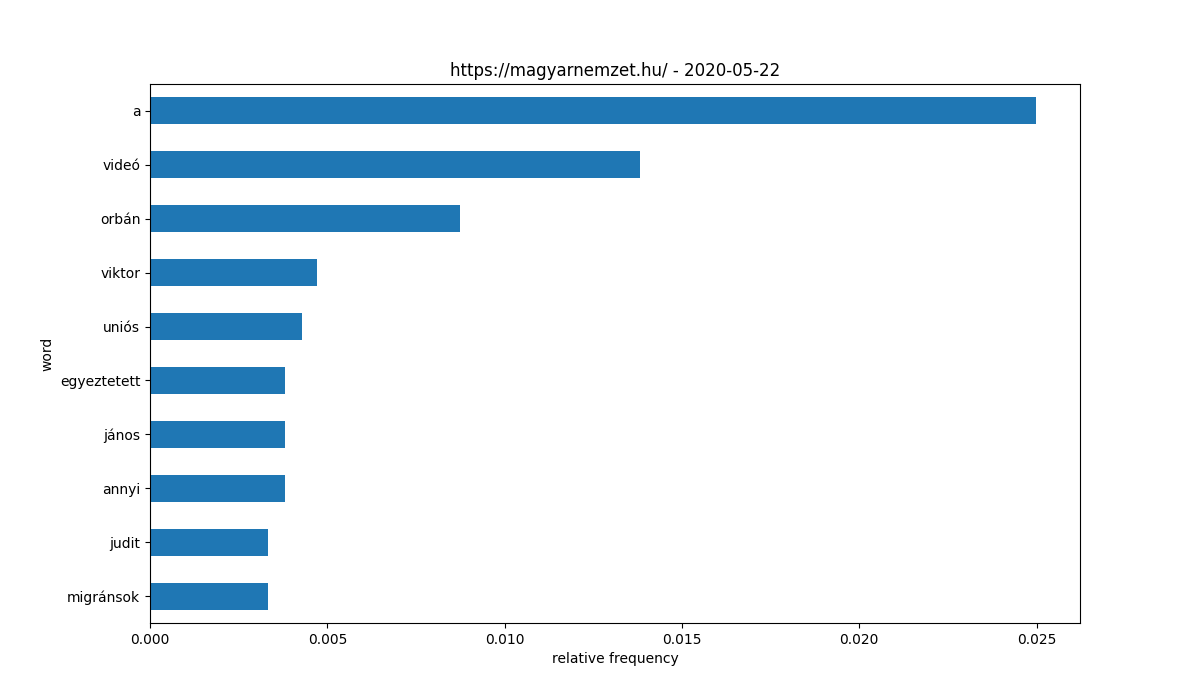 https://magyarnemzet.hu/ - 2020-05-22
a
videó
orbán
viktor
uniós
egyeztetett
jános
annyi
judit
migránsok
word
0.000 0.005 0.010 0.015 0.020 0.025
relative frequency